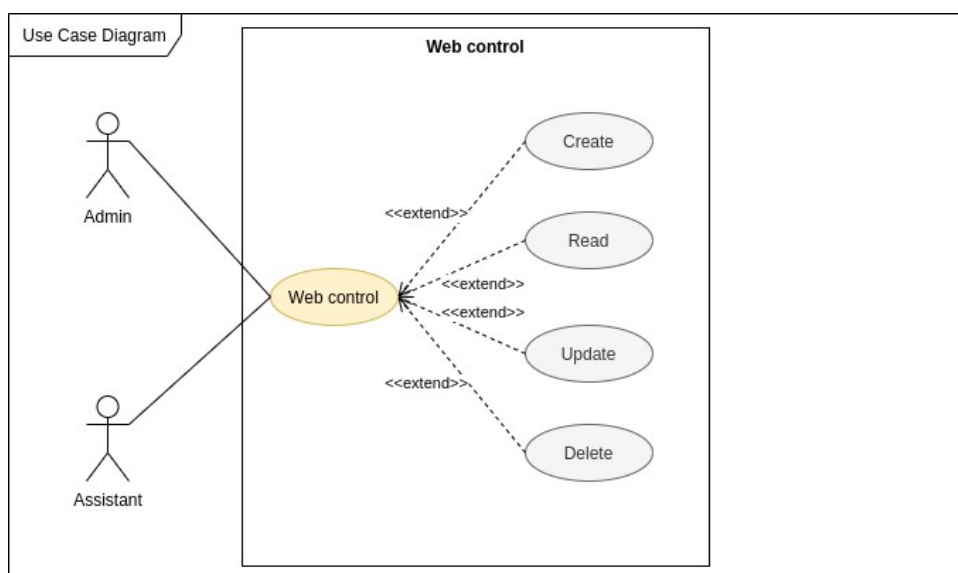 Use Case Diagram
Web control
Create
Admin
<<extend>>
Read
<<extend>>
Web control
<<extend>>
Update
<<extend>>
Delete
Assistant